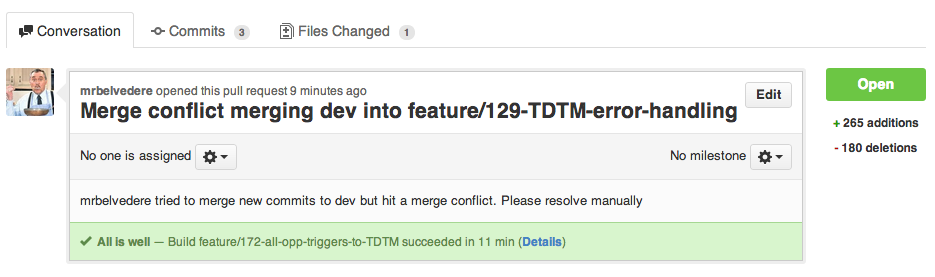 Conversation
Commits 3
Files Changed 1
mrbelvedere opened this pull request 9 minutes ago
Merge conflict merging dev into feature/129-TDTM-error-handling
Edit
Open
+ 265 additions
- 180 deletions
No one is assigned
No milestone
mrbelvedere tried to merge new commits to dev but hit a merge conflict. Please resolve manually
All is well — Build feature/172-all-opp-triggers-to-TDTM succeeded in 11 min (Details)